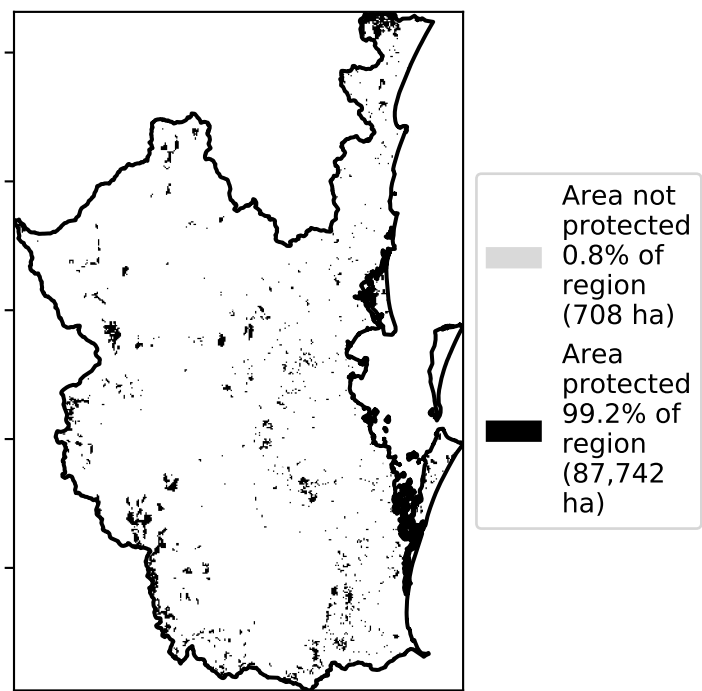 Area not
protected
0.8% of
region
(708 ha)
Area
protected
99.2% of
region
(87,742
ha)